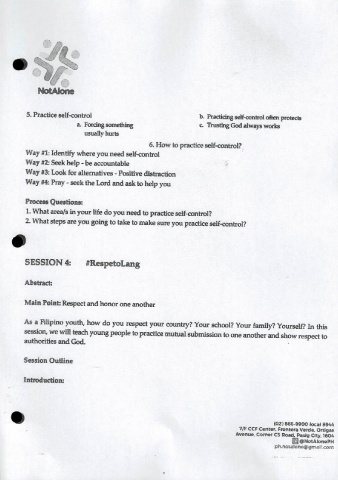 NotAlone
5. Practice self-control
a. Forcing something
usually hurts
b. Practicing self-control often protects
c. Trusting God always works
6. How to practice self-control?
Way #1: Identify where you need self-control
Way #2: Seek help - be accountable
Way #3: Look for alternatives - Positive distraction
Way #4: Pray - seek the Lord and ask to help you
Process Questions:
1. What area/s in your life do you need to practice self-control?
2. What steps are you going to take to make sure you practice self-control?
SESSION 4: #RespetoLang
Abstract:
Main Point: Respect and honor one another
As a Filipino youth, how do you respect your country? Your school? Your family? Yourself? In this
session, we will teach young people to practice mutual submission to one another and show respect to
authorities and God.
Session Outline
Introduction:
(02) 865-9900 local 8944
7/F CCF Center, Frontera Verde, Ortigas
Avenue, Corner C5 Road, Pasig City, 1604
@NotAlonePH
ph.notalone@gmail.com